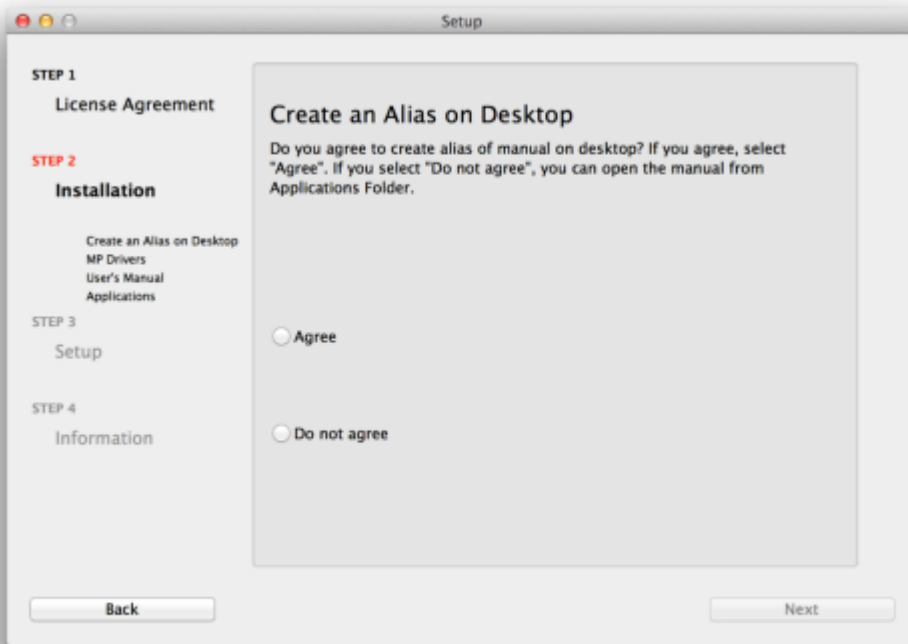 Setup
STEP 1
License Agreement
STEP 2
Installation
Create an Alias on Desktop
MP Drivers
User's Manual
Applications
STEP 3
Setup
STEP 4
Information
Create an Alias on Desktop
Do you agree to create alias of manual on desktop? If you agree, select
"Agree". If you select "Do not agree", you can open the manual from
Applications Folder.
Agree
Do not agree
Back
Next